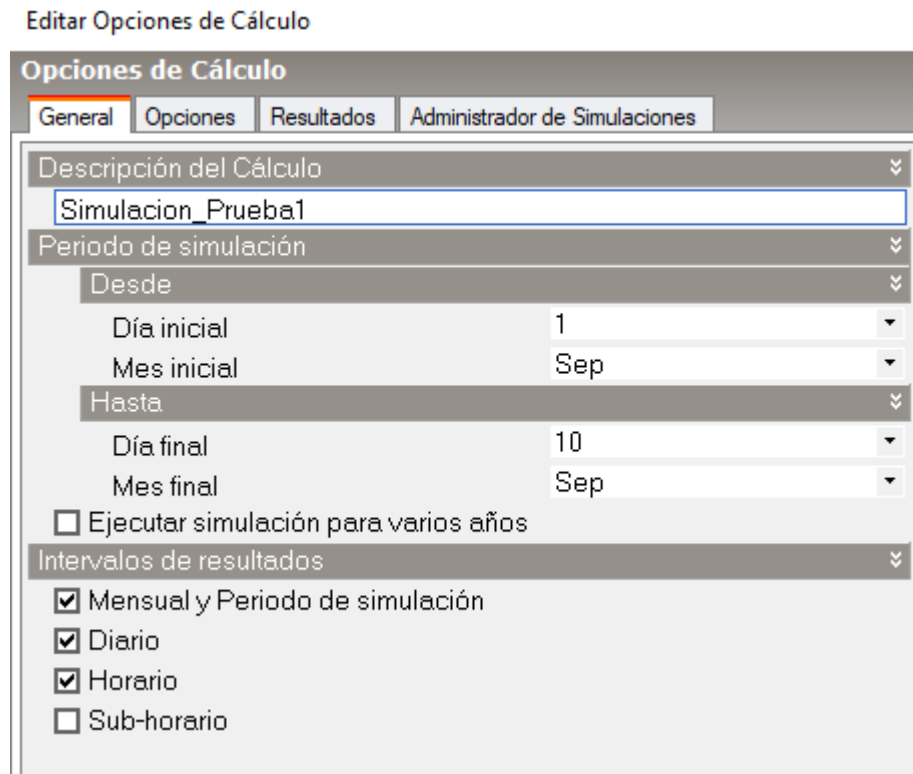 Editar Opciones de Cálculo
Opciones de Cálculo
General Opciones Resultados Administrador de Simulaciones
Descripción del Cálculo
Simulacion_Prueba1
Periodo de simulación
Desde
Día inicial 1
Mes inicial Sep
Hasta
Día final 10
Mes final Sep
Ejecutar simulación para varios años
Intervalos de resultados
Mensual y Periodo de simulación
Diario
Horario
Sub-horario